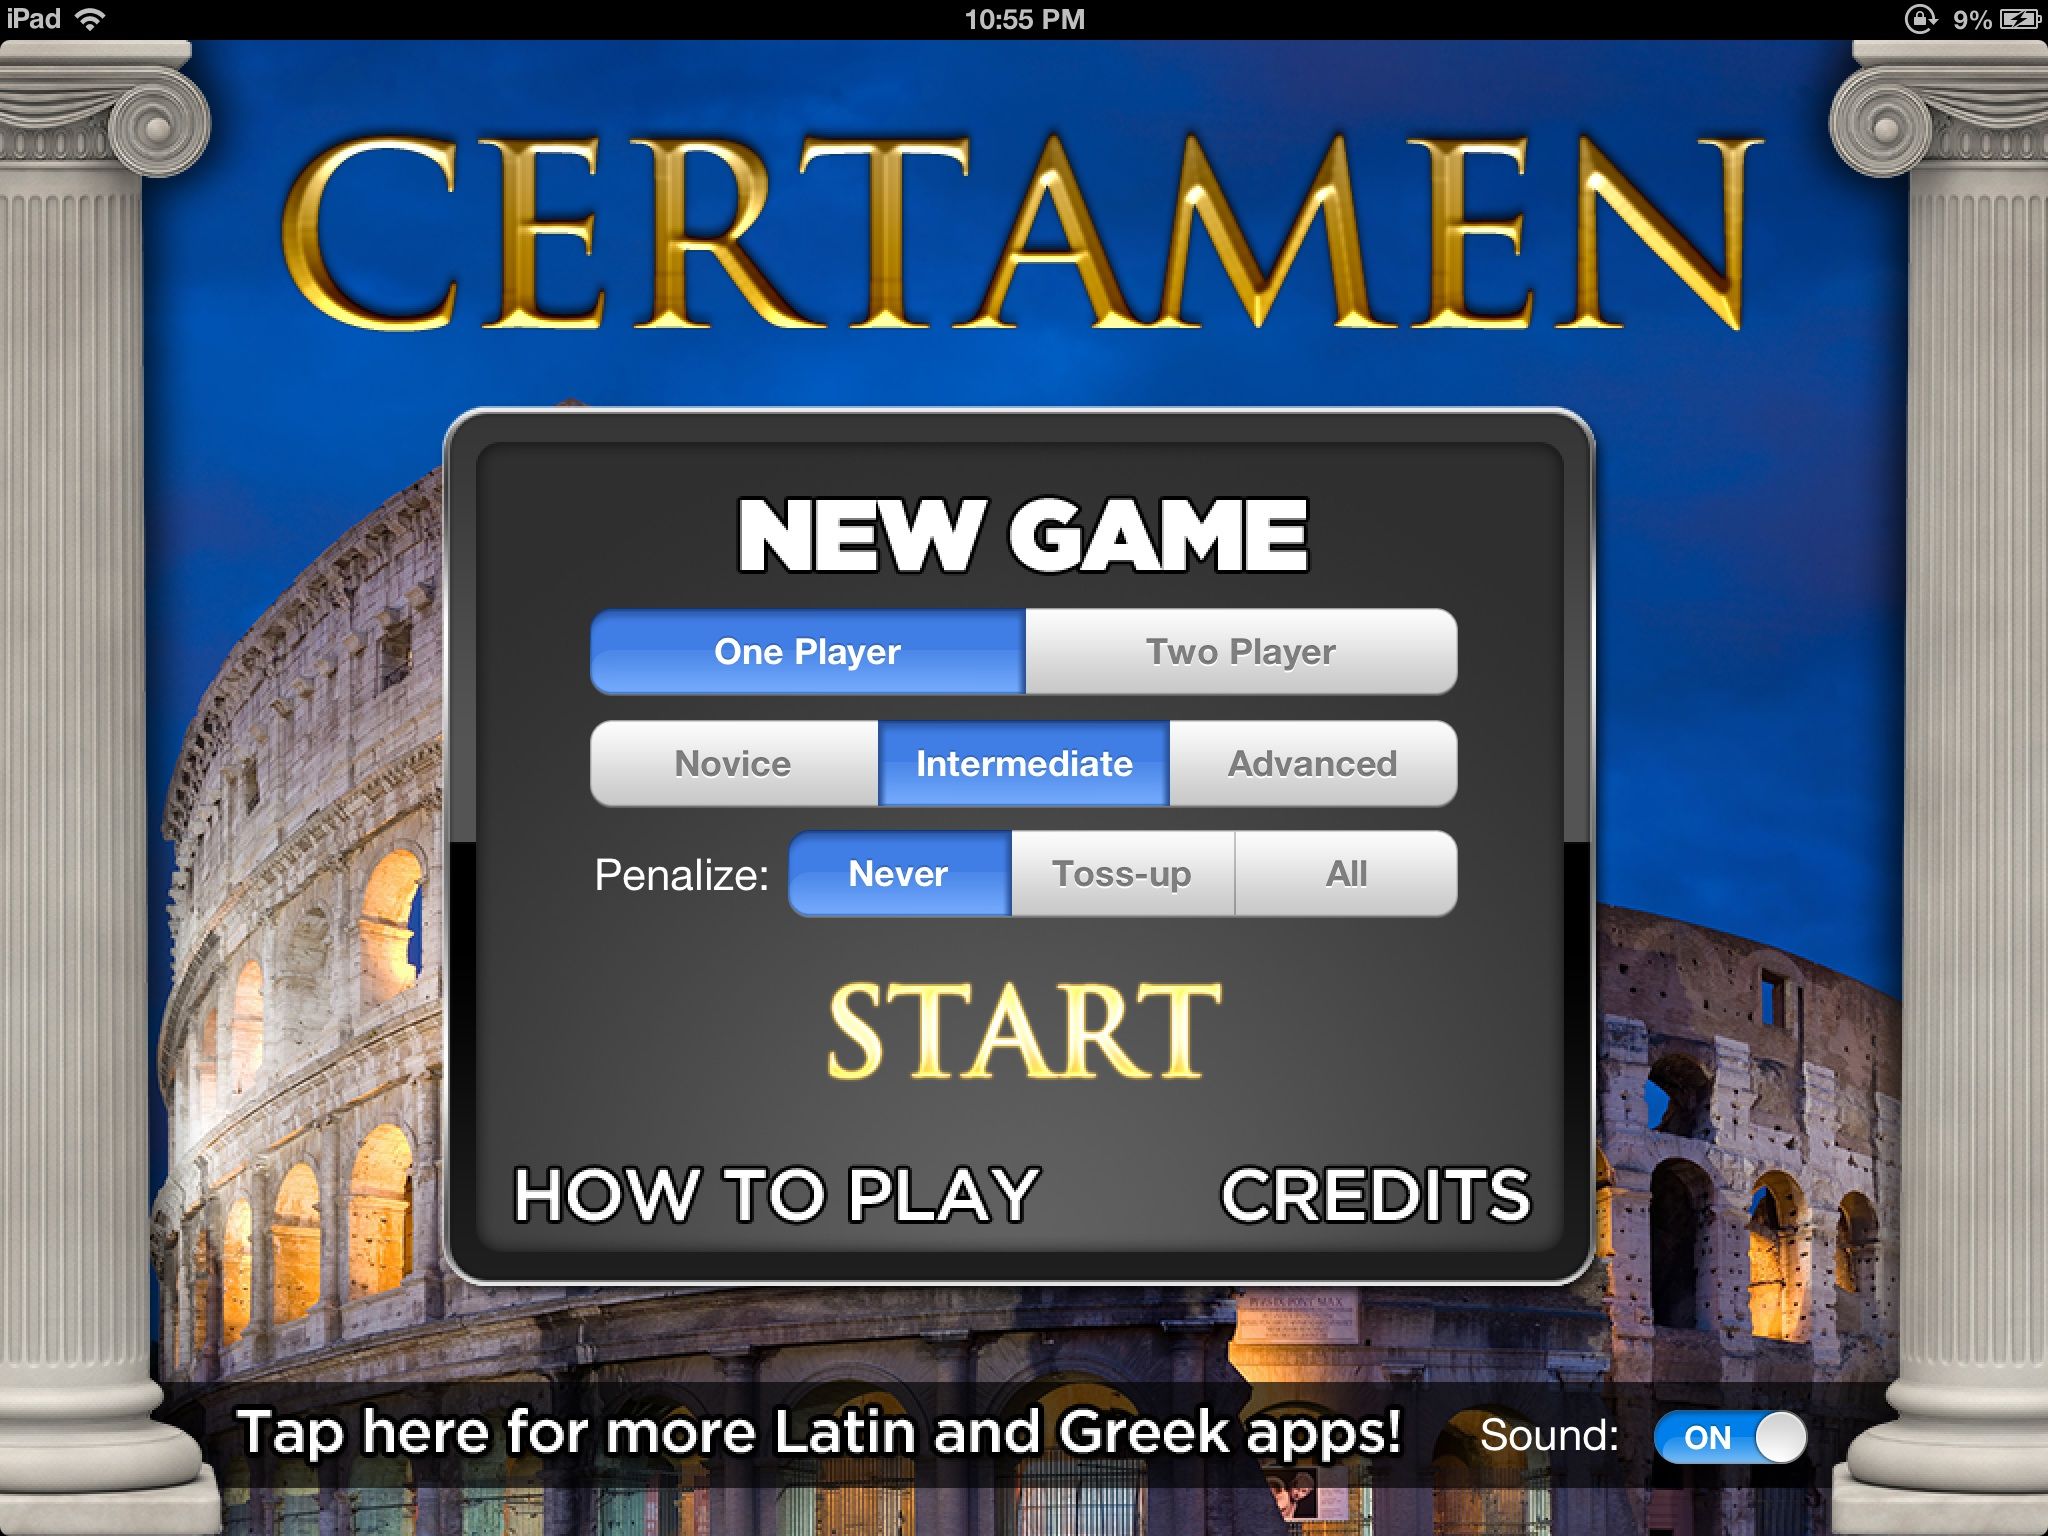 iPad 10:55 PM 9%
CERTAMEN
NEW GAME
One Player Two Player
Novice Intermediate Advanced
Penalize: Never Toss-up All
START
HOW TO PLAY CREDITS
Tap here for more Latin and Greek apps! Sound: ON